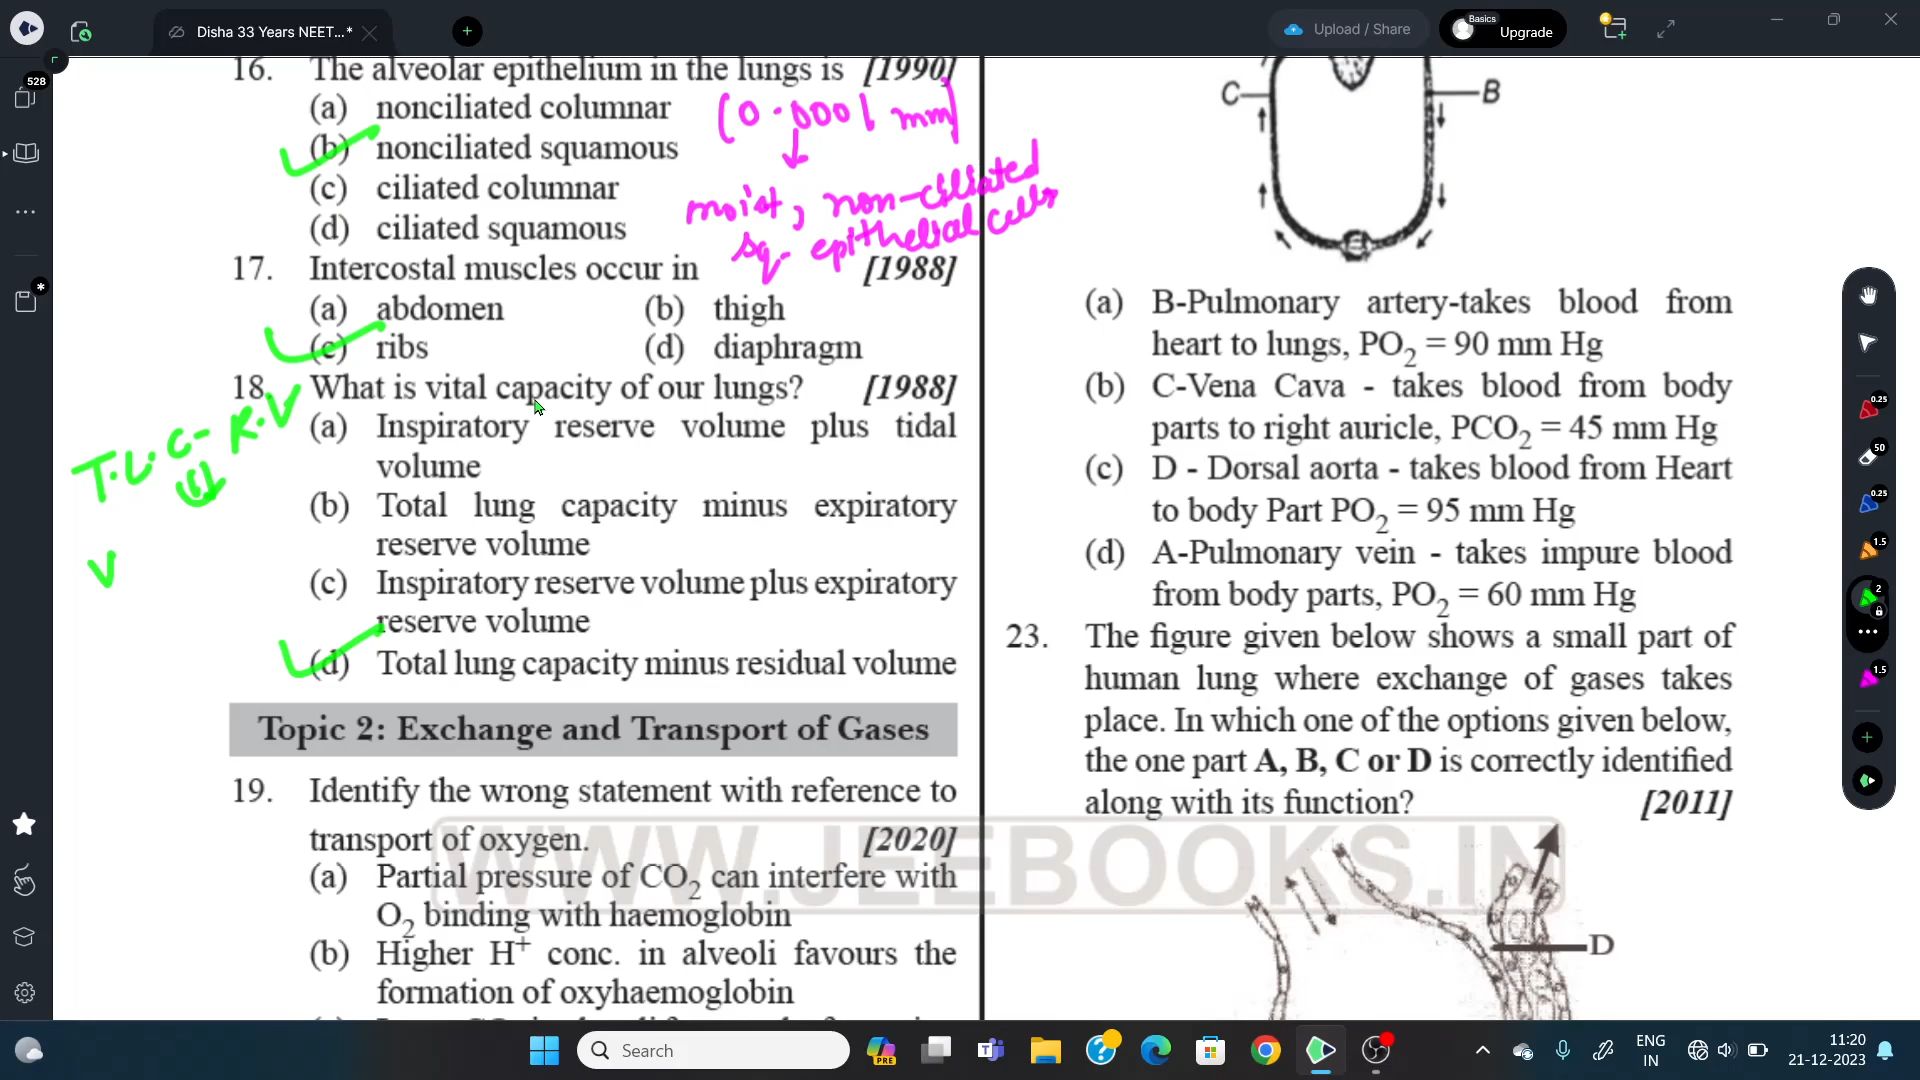 Disha 33 Years NEET...*
Upload / Share
Basics
Upgrade
528
16. The alveolar epithelium in the lungs is [1990]
(a) nonciliated columnar
(b) nonciliated squamous
(c) ciliated columnar
(d) ciliated squamous
(0.0001 mm)
moist, non-ciliated
sq. epithelial cells
17. Intercostal muscles occur in [1988]
(a) abdomen (b) thigh
(c) ribs (d) diaphragm
18. What is vital capacity of our lungs? [1988]
(a) Inspiratory reserve volume plus tidal
volume
(b) Total lung capacity minus expiratory
reserve volume
(c) Inspiratory reserve volume plus expiratory
reserve volume
(d) Total lung capacity minus residual volume
T.L.C - R.V
V
Topic 2: Exchange and Transport of Gases
19. Identify the wrong statement with reference to
transport of oxygen. [2020]
(a) Partial pressure of CO2 can interfere with
O2 binding with haemoglobin
(b) Higher H+ conc. in alveoli favours the
formation of oxyhaemoglobin
C B
(a) B-Pulmonary artery-takes blood from
heart to lungs, PO2 = 90 mm Hg
(b) C-Vena Cava - takes blood from body
parts to right auricle, PCO2 = 45 mm Hg
(c) D - Dorsal aorta - takes blood from Heart
to body Part PO2 = 95 mm Hg
(d) A-Pulmonary vein - takes impure blood
from body parts, PO2 = 60 mm Hg
23. The figure given below shows a small part of
human lung where exchange of gases takes
place. In which one of the options given below,
the one part A, B, C or D is correctly identified
along with its function? [2011]
D
WWW.JEEBOOKS.IN
0.25
50
0.25
1.5
2
1.5
Search
PRE
ENG
IN
11:20
21-12-2023